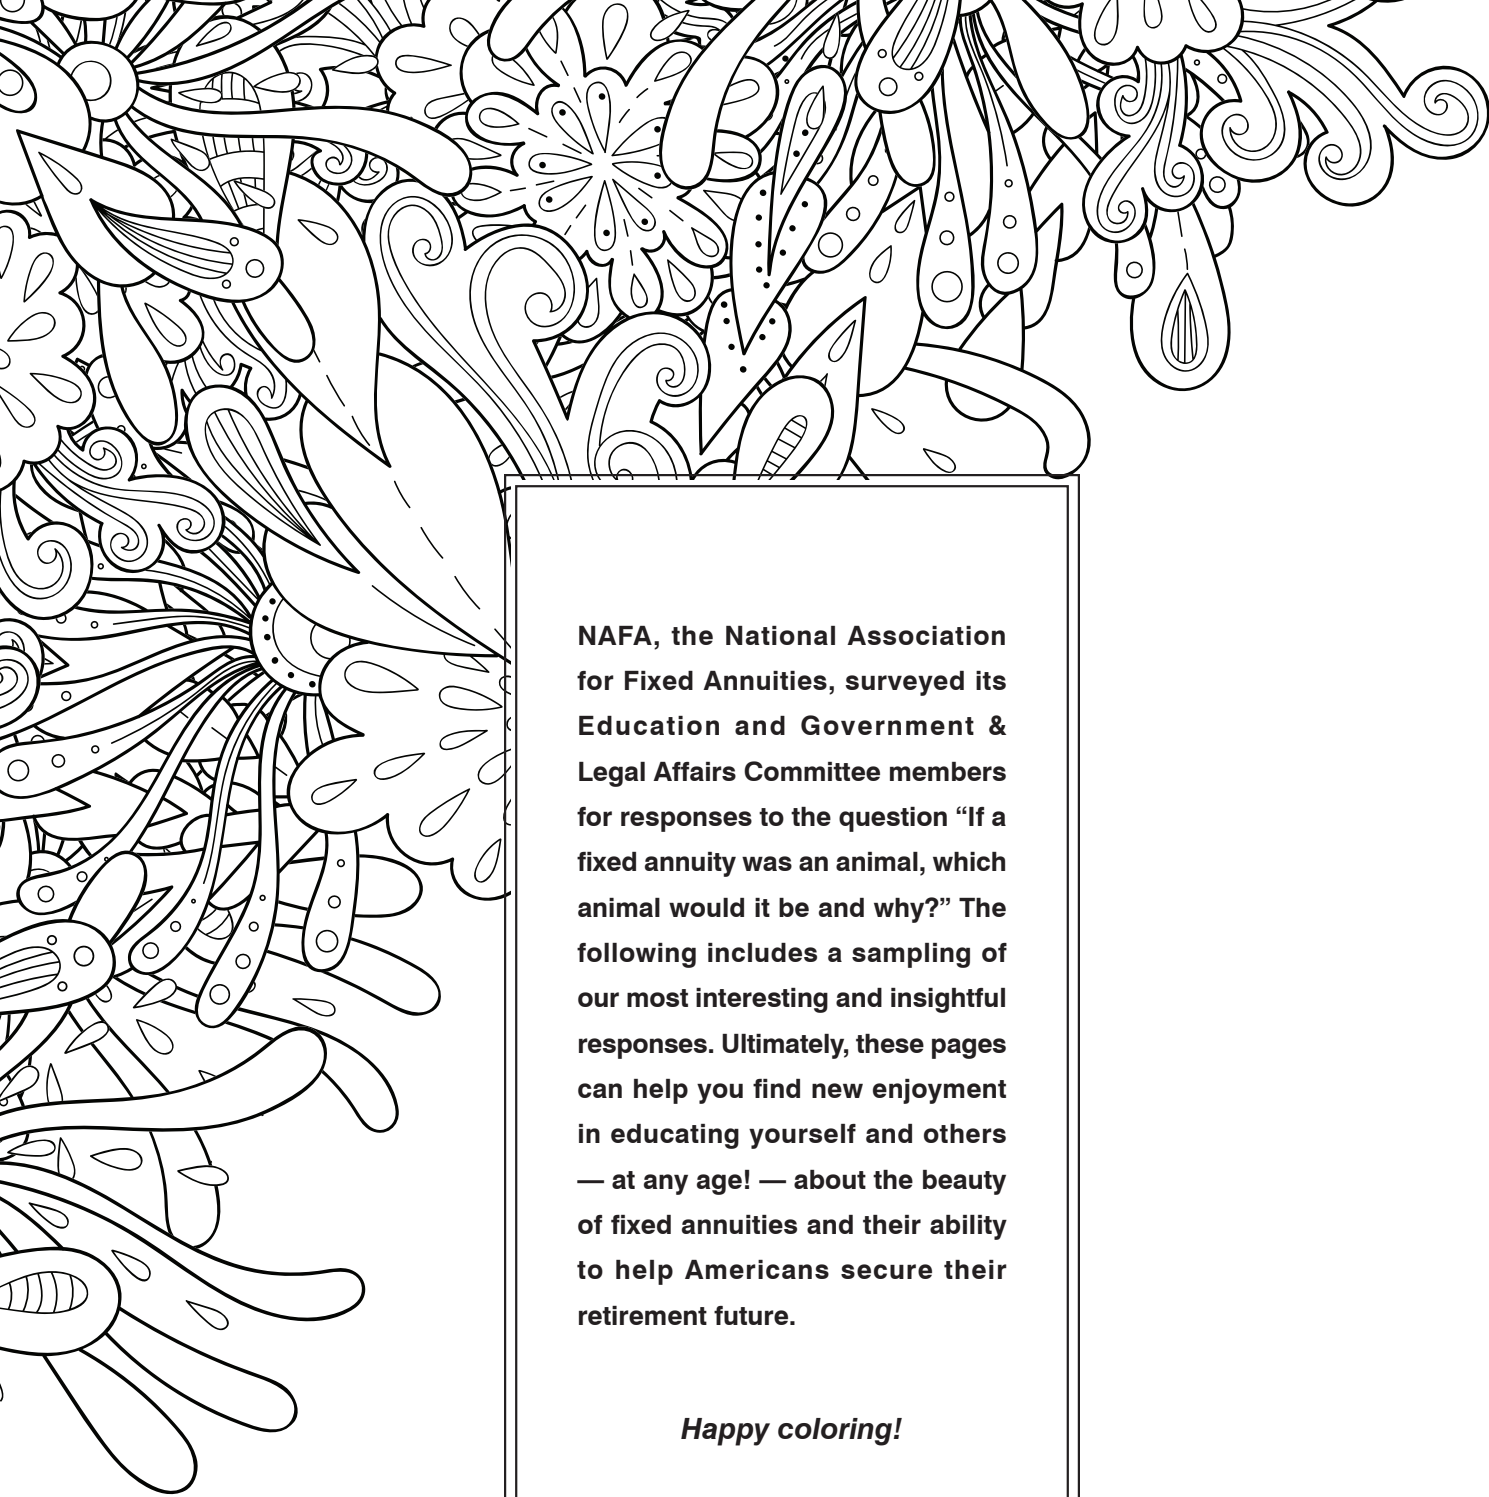 NAFA, the National Association
for Fixed Annuities, surveyed its
Education and Government &
Legal Affairs Committee members
for responses to the question “If a
fixed annuity was an animal, which
animal would it be and why?” The
following includes a sampling of
our most interesting and insightful
responses. Ultimately, these pages
can help you find new enjoyment
in educating yourself and others
— at any age! — about the beauty
of fixed annuities and their ability
to help Americans secure their
retirement future.
Happy coloring!